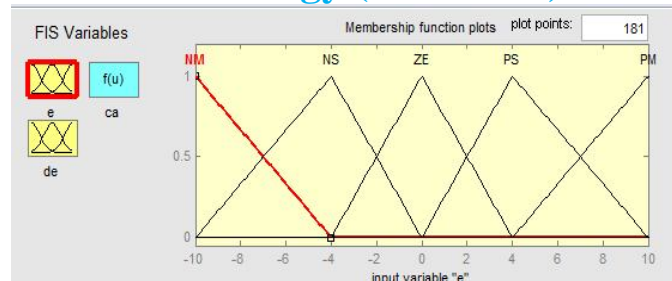 FIS Variables
Membership function plots plot points: 181
NM NS ZE PS PM
f(u)
e ca
de
1
0.5
0
-10 -8 -6 -4 -2 0 2 4 6 8 10
input variable "e"